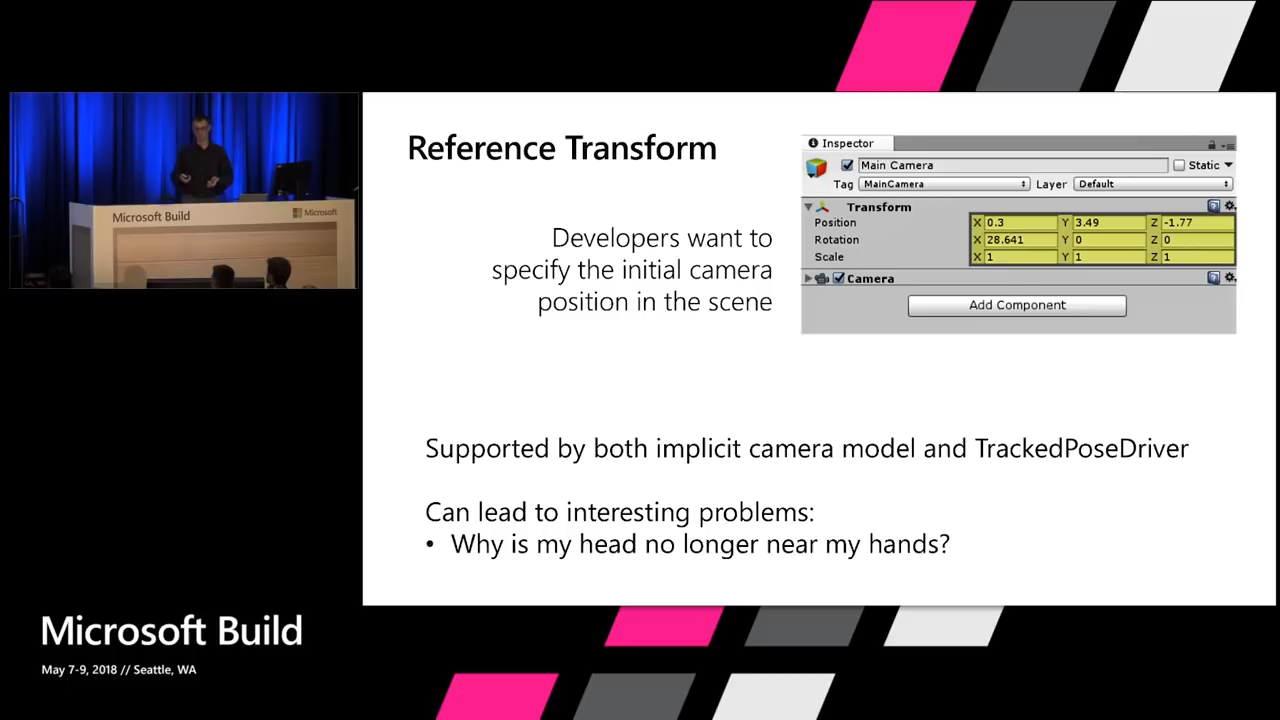 Microsoft Build
Microsoft
Reference Transform
Developers want to
specify the initial camera
position in the scene
Inspector
Main Camera
Static
Tag MainCamera Layer Default
Transform
Position X 0.3 Y 3.49 Z -1.77
Rotation X 28.641 Y 0 Z 0
Scale X 1 Y 1 Z 1
Camera
Add Component
Supported by both implicit camera model and TrackedPoseDriver
Can lead to interesting problems:
• Why is my head no longer near my hands?
Microsoft Build
May 7-9, 2018 // Seattle, WA